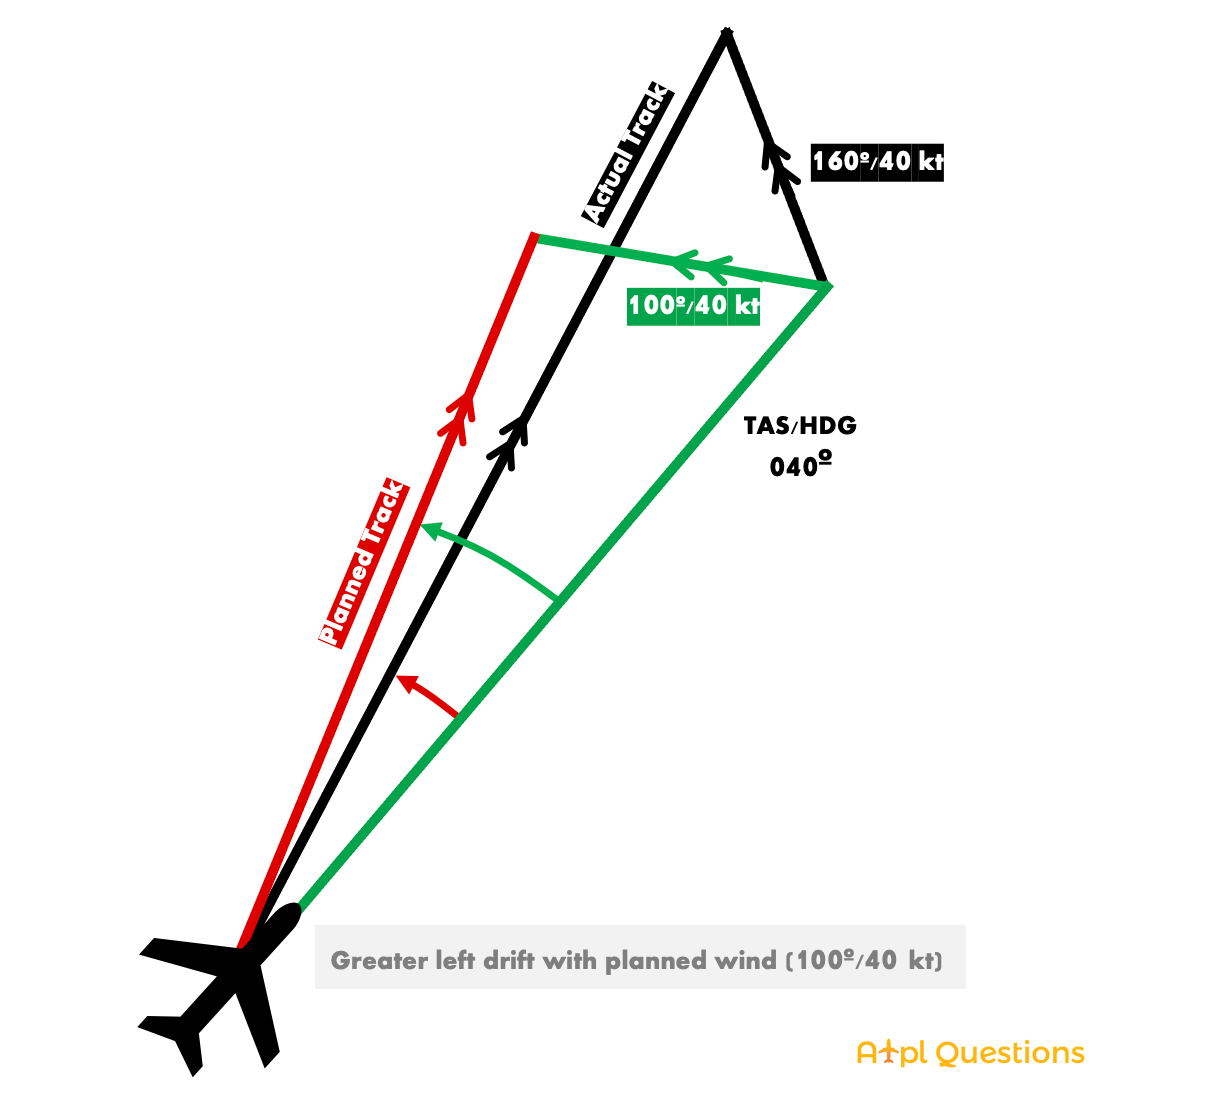 Actual Track
160º/40 kt
100º/40 kt
TAS/HDG
040º
Planned Track
Greater left drift with planned wind (100º/40 kt)
Atpl Questions